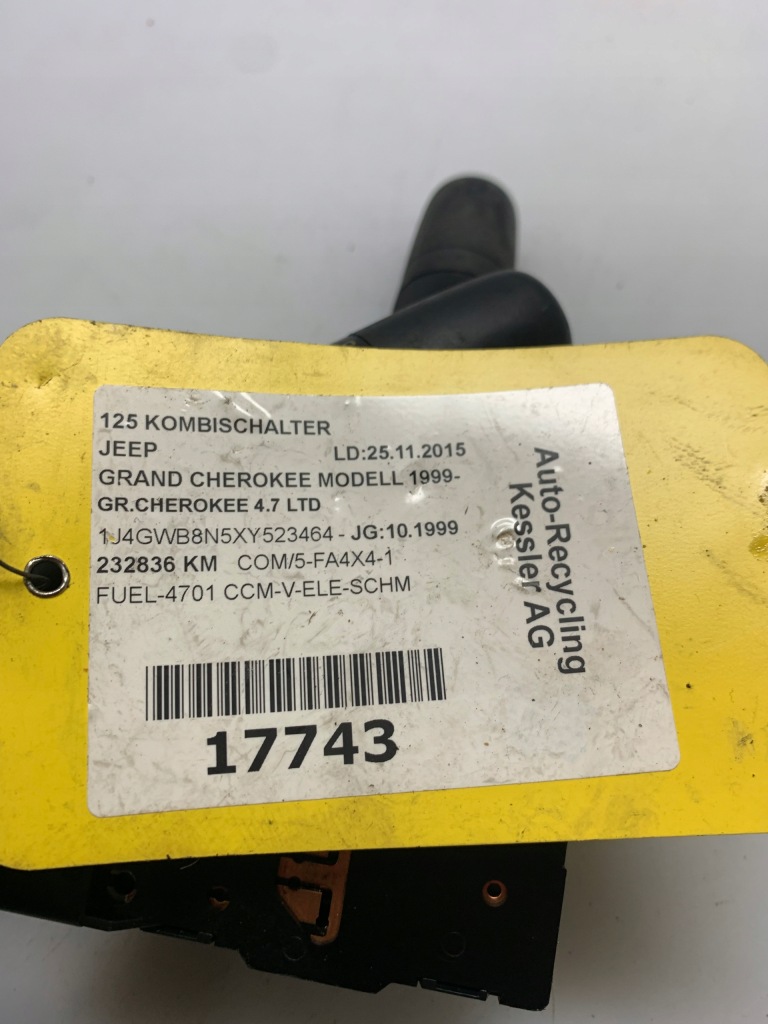 125 KOMBISCHALTER
JEEP LD:25.11.2015
GRAND CHEROKEE MODELL 1999-
GR.CHEROKEE 4.7 LTD
1J4GWB8N5XY523464 - JG:10.1999
232836 KM COM/5-FA4X4-1
FUEL-4701 CCM-V-ELE-SCHM
17743
Auto-Recycling
Kessler AG